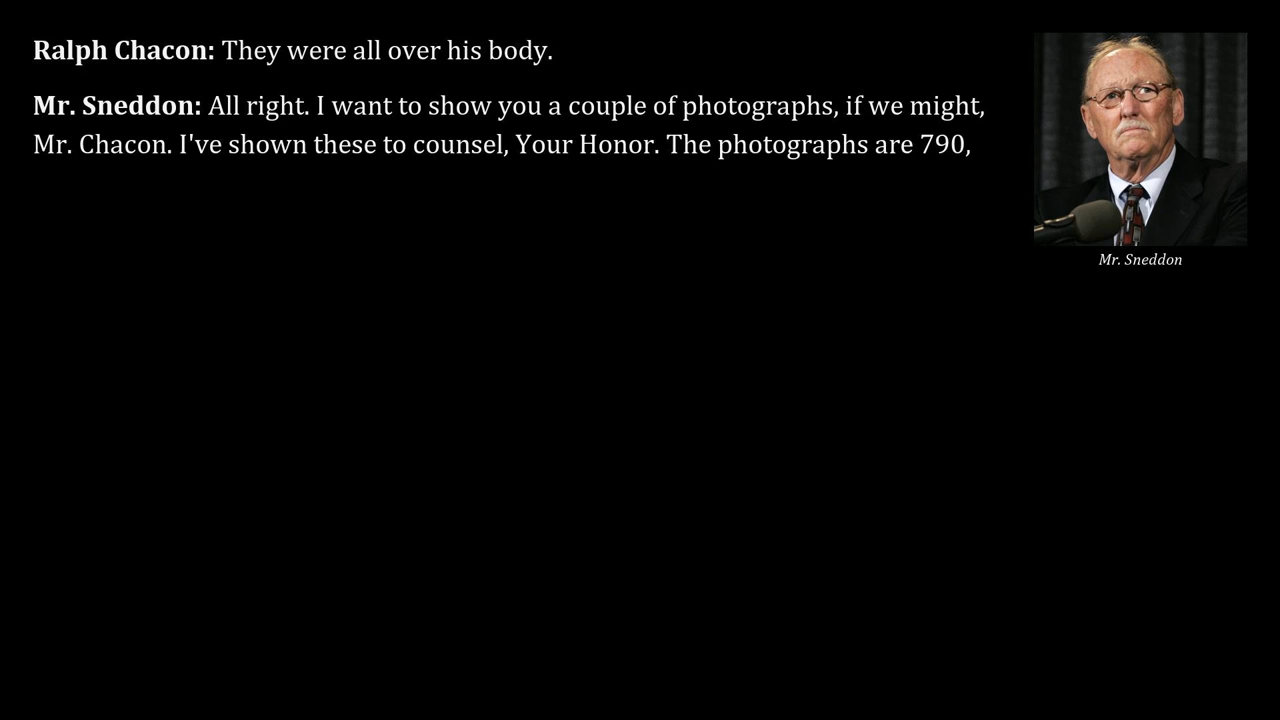 Ralph Chacon: They were all over his body.
Mr. Sneddon: All right. I want to show you a couple of photographs, if we might,
Mr. Chacon. I've shown these to counsel, Your Honor. The photographs are 790,
Mr. Sneddon